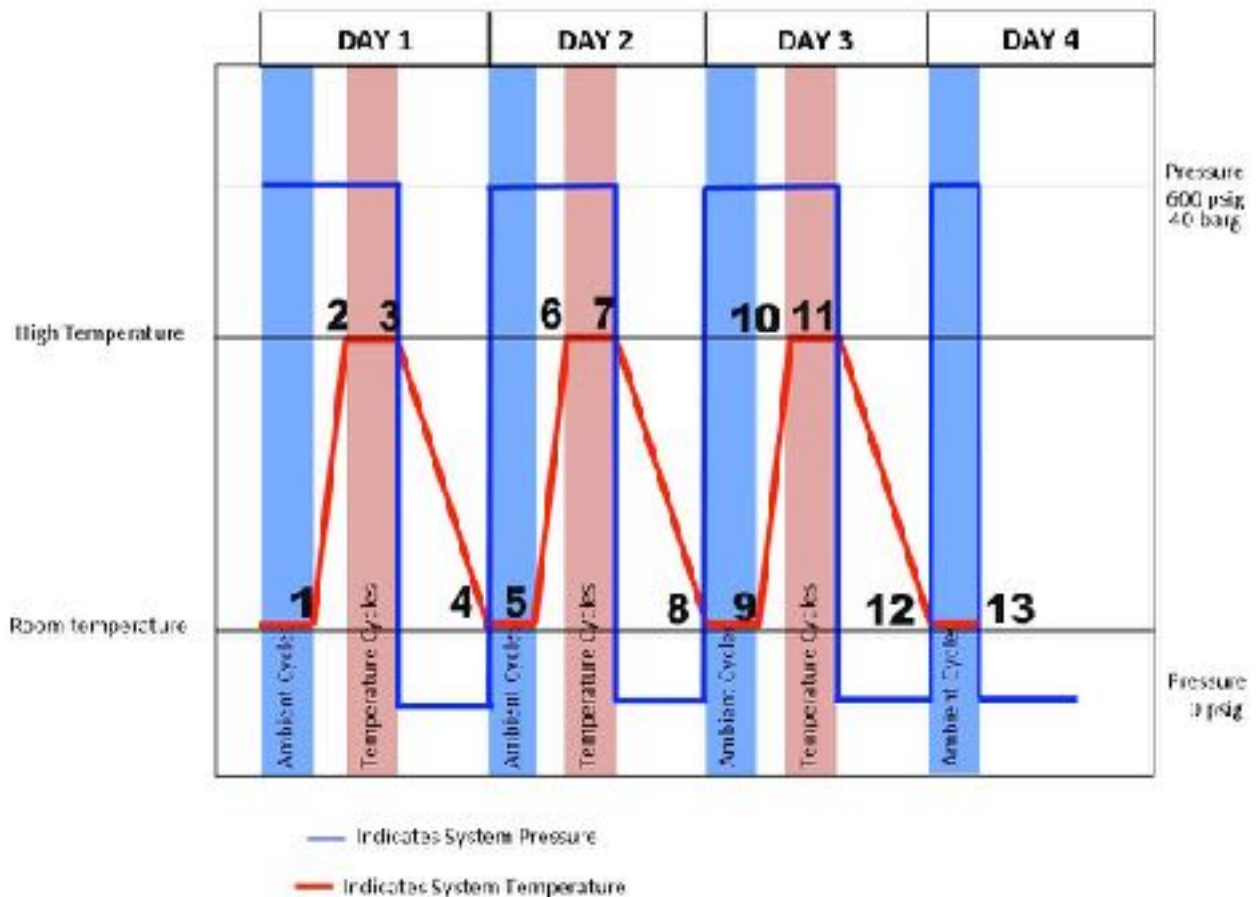 DAY 1
DAY 2
DAY 3
DAY 4
Pressure
600 psig
40 barg
2
3
6
7
10
11
High Temperature
1
4
5
8
9
12
13
Room temperature
Ambient Cycles
Temperature Cycles
Ambient Cycles
Temperature Cycles
Ambient Cycles
Temperature Cycles
Ambient Cycles
Pressure
0 psig
Indicates System Pressure
Indicates System Temperature